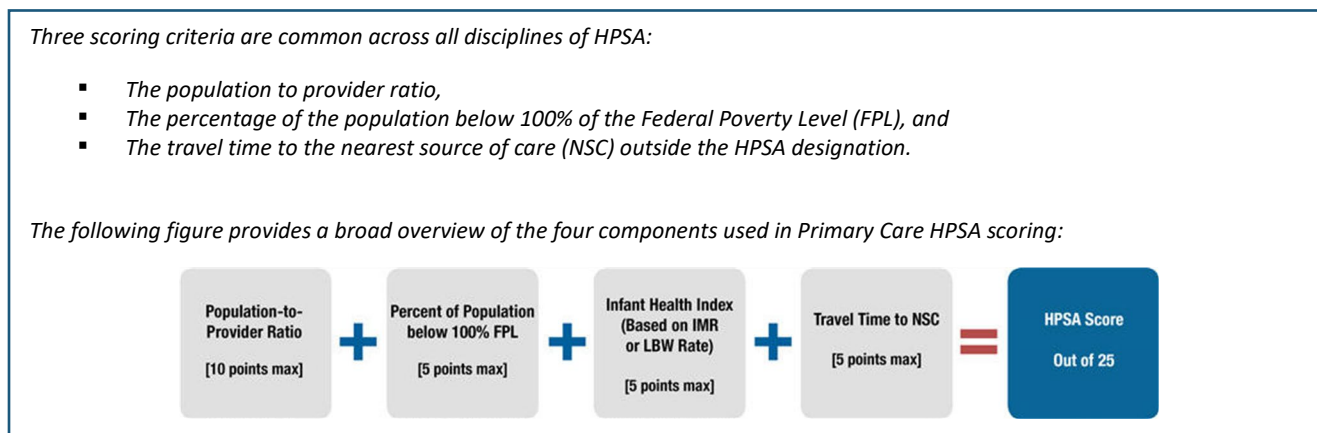 Three scoring criteria are common across all disciplines of HPSA:
▪ The population to provider ratio,
▪ The percentage of the population below 100% of the Federal Poverty Level (FPL), and
▪ The travel time to the nearest source of care (NSC) outside the HPSA designation.
The following figure provides a broad overview of the four components used in Primary Care HPSA scoring:
Population-to-
Provider Ratio
[10 points max]
+
Percent of Population
below 100% FPL
[5 points max]
+
Infant Health Index
(Based on IMR
or LBW Rate)
[5 points max]
+
Travel Time to NSC
[5 points max]
=
HPSA Score
Out of 25